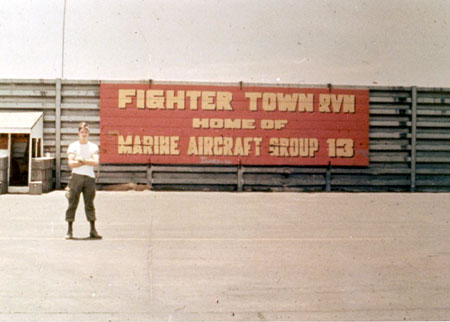 FIGHTER TOWN RVN
HOME OF
MARINE AIRCRAFT GROUP 13